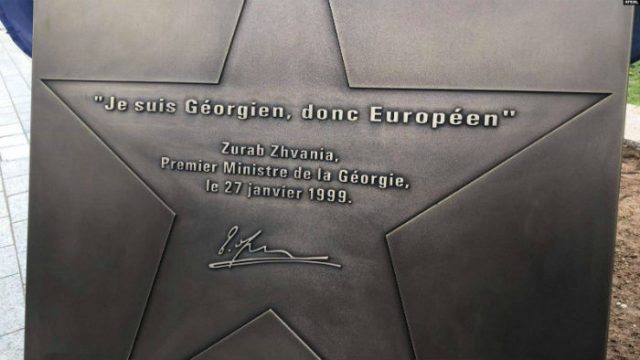 "Je suis Géorgien, donc Européen"
Zurab Zhvania,
Premier Ministre de la Géorgie,
le 27 janvier 1999.